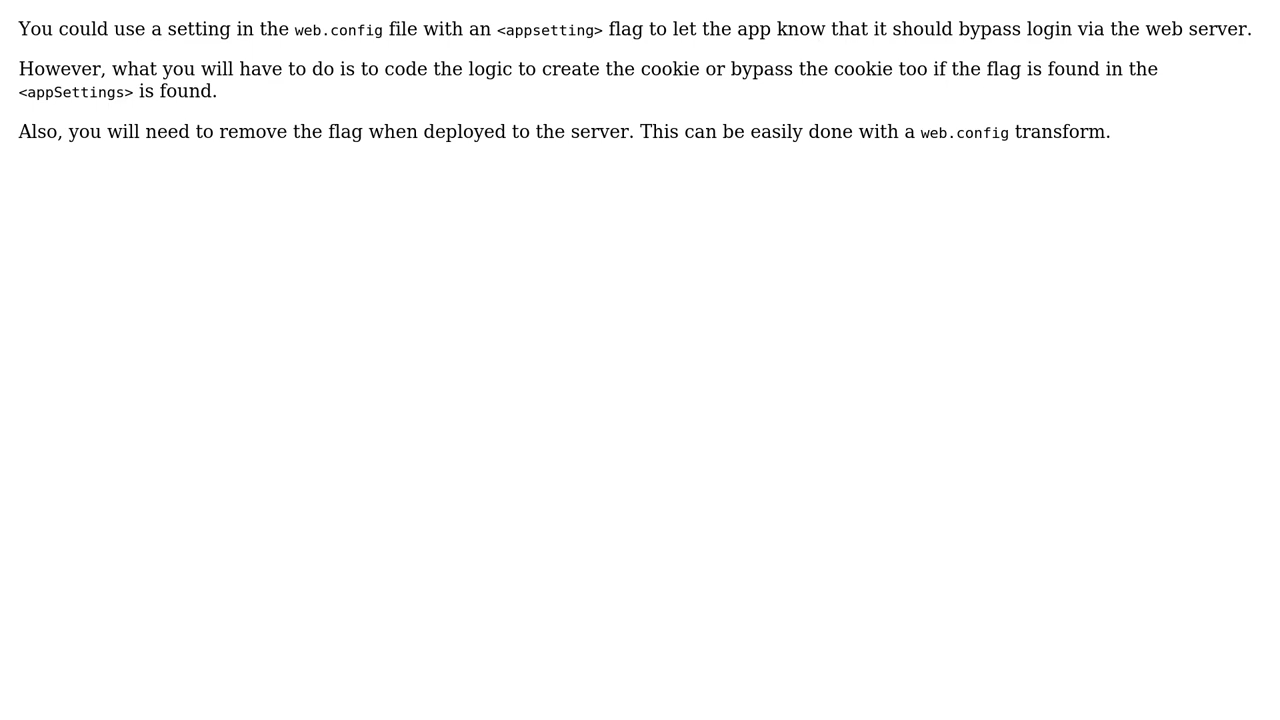 You could use a setting in the web.config file with an <appsetting> flag to let the app know that it should bypass login via the web server.
However, what you will have to do is to code the logic to create the cookie or bypass the cookie too if the flag is found in the
<appSettings> is found.
Also, you will need to remove the flag when deployed to the server. This can be easily done with a web.config transform.